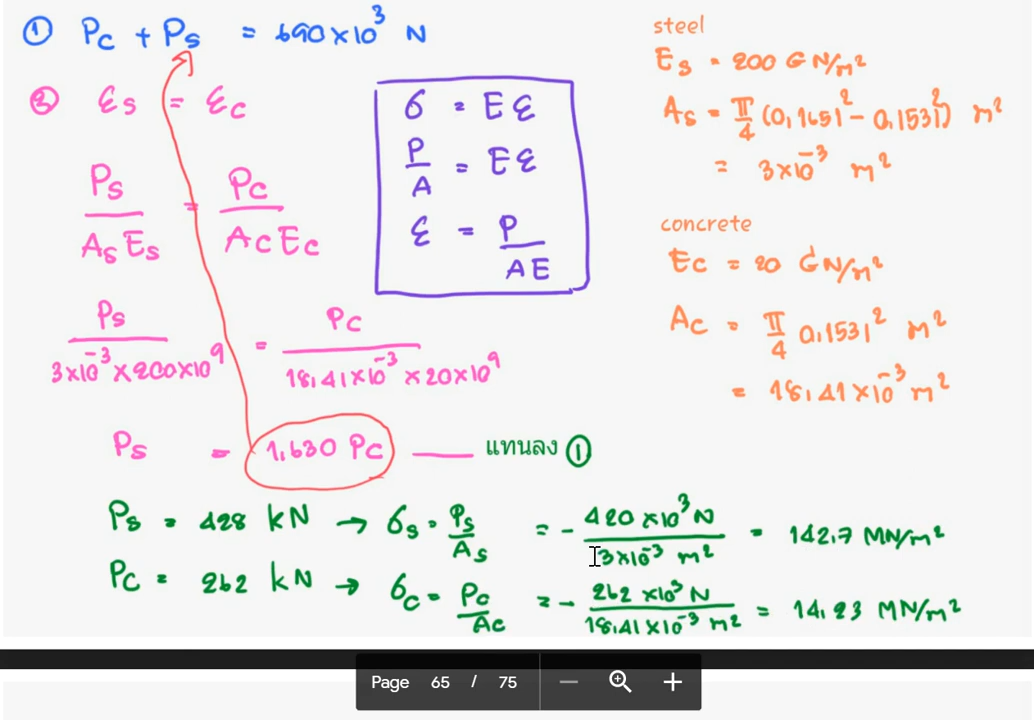 ① Pc + Ps = 690×10³ N
② εs = εc
Ps/AsEs = Pc/AcEc
Ps/3×10⁻³×200×10⁹ = Pc/18.41×10⁻³×20×10⁹
Ps = 1.630 Pc —— แทนลง ①
σ = Eε
P/A = Eε
ε = P/AE
steel
Es = 200 GN/m²
As = π/4 (0.165² - 0.153²) m²
= 3×10⁻³ m²
concrete
Ec = 20 GN/m²
Ac = π/4 0.153² m²
= 18.41×10⁻³ m²
Ps = 428 kN → σs = Ps/As = - 420×10³ N/3×10⁻³ m² = 142.7 MN/m²
Pc = 262 kN → σc = Pc/Ac = - 262×10³ N/18.41×10⁻³ m² = 14.23 MN/m²
Page 65 / 75